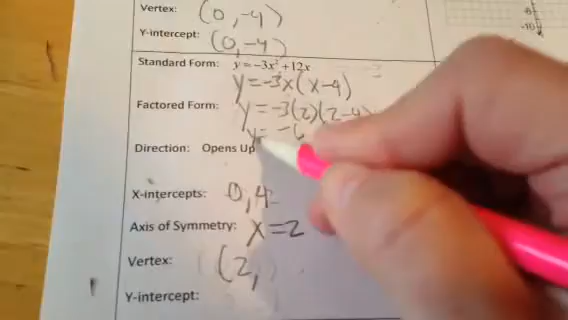 Vertex: (0,-4)
Y-intercept: (0,-4)
Standard Form: y = -3x² + 12x
y=-3x(x-4)
Factored Form: y=-3(2)(2-4)
y= -6
Direction: Opens Up
X-intercepts: 0,4
Axis of Symmetry: x=2
Vertex: (2,
Y-intercept:
-10